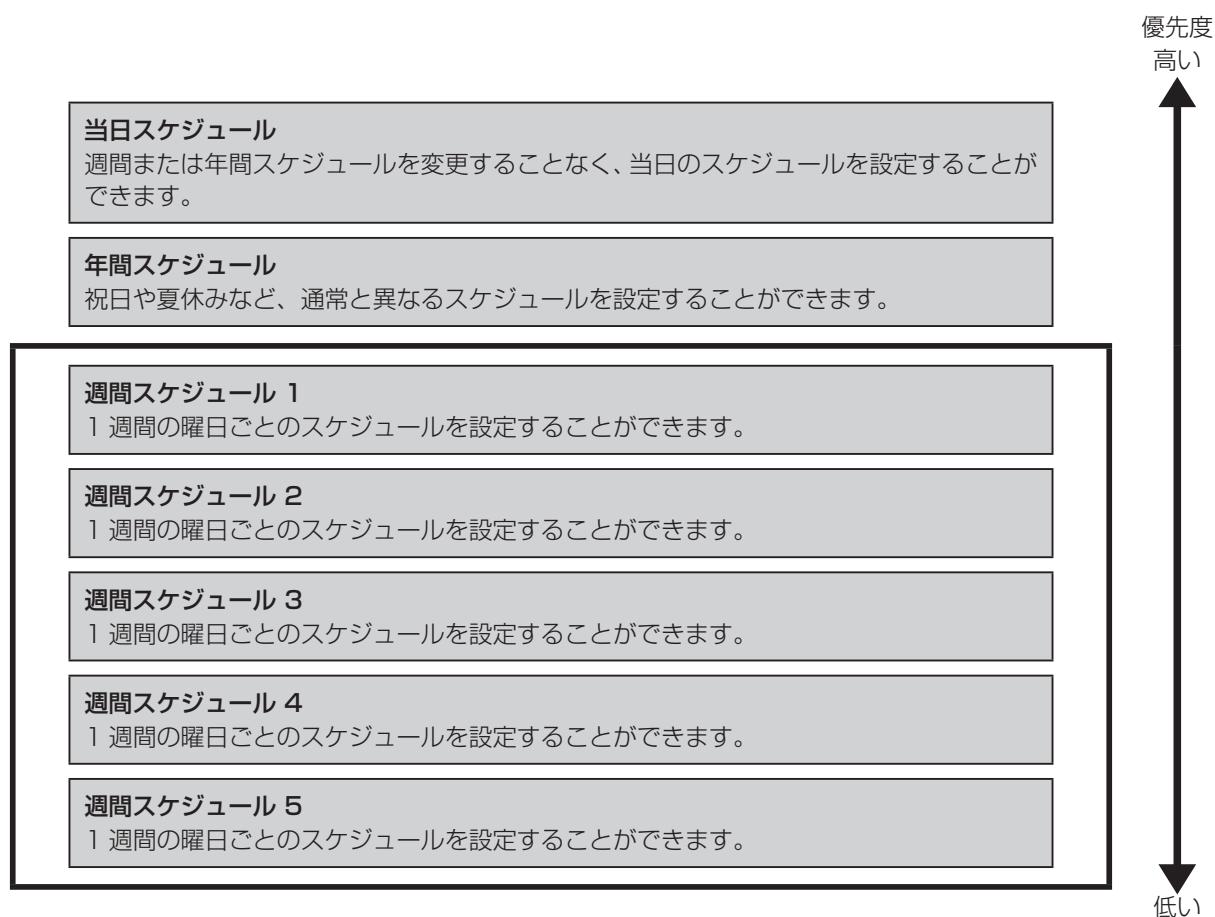 優先度
高い
当日スケジュール
週間または年間スケジュールを変更することなく、当日のスケジュールを設定することが
できます。
年間スケジュール
祝日や夏休みなど、通常と異なるスケジュールを設定することができます。
週間スケジュール 1
1 週間の曜日ごとのスケジュールを設定することができます。
週間スケジュール 2
1 週間の曜日ごとのスケジュールを設定することができます。
週間スケジュール 3
1 週間の曜日ごとのスケジュールを設定することができます。
週間スケジュール 4
1 週間の曜日ごとのスケジュールを設定することができます。
週間スケジュール 5
1 週間の曜日ごとのスケジュールを設定することができます。
低い